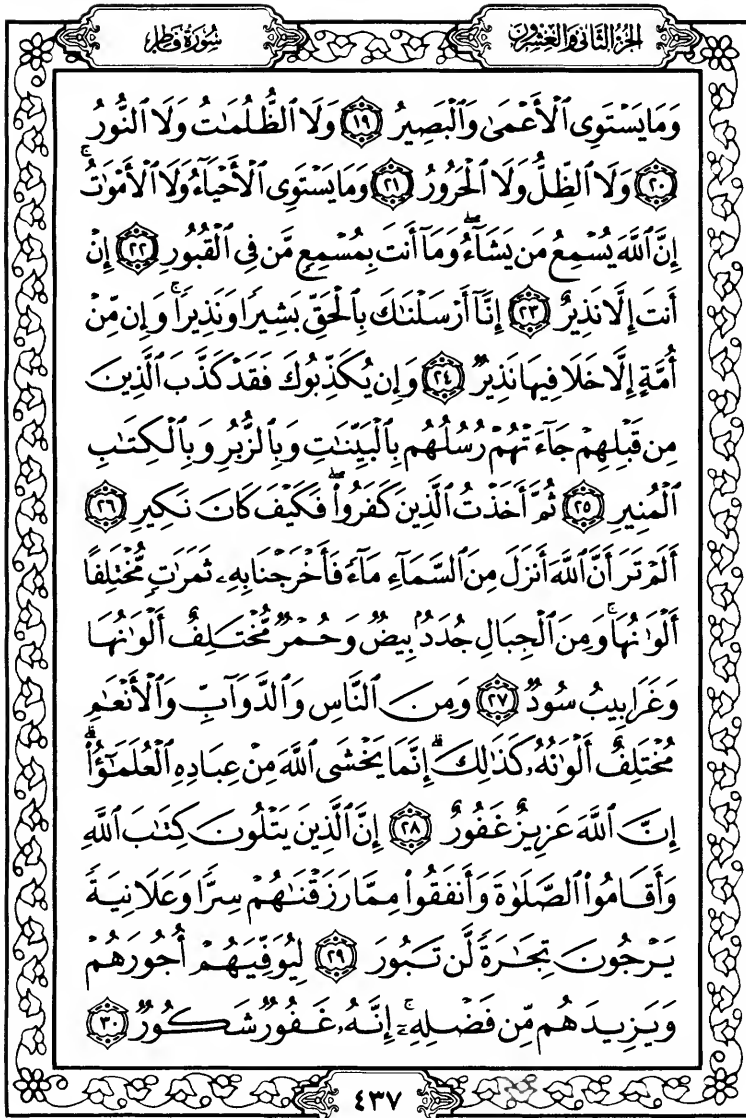 الجزء الثاني والعشرون
سورة فاطر
وَمَا يَسْتَوِى ٱلْأَعْمَىٰ وَٱلْبَصِيرُ ١٩ وَلَا ٱلظُّلُمَٰتُ وَلَا ٱلنُّورُ
٢٠ وَلَا ٱلظِّلُّ وَلَا ٱلْحَرُورُ ٢١ وَمَا يَسْتَوِى ٱلْأَحْيَآءُ وَلَا ٱلْأَمْوَٰتُۚ
إِنَّ ٱللَّهَ يُسْمِعُ مَن يَشَآءُۖ وَمَآ أَنتَ بِمُسْمِعٍ مَّن فِى ٱلْقُبُورِ ٢٢ إِنْ
أَنتَ إِلَّا نَذِيرٌ ٢٣ إِنَّآ أَرْسَلْنَٰكَ بِٱلْحَقِّ بَشِيرًا وَنَذِيرًاۚ وَإِن مِّنْ
أُمَّةٍ إِلَّا خَلَا فِيهَا نَذِيرٌ ٢٤ وَإِن يُكَذِّبُوكَ فَقَدْ كَذَّبَ ٱلَّذِينَ
مِن قَبْلِهِمْ جَآءَتْهُمْ رُسُلُهُم بِٱلْبَيِّنَٰتِ وَبِٱلزُّبُرِ وَبِٱلْكِتَٰبِ
ٱلْمُنِيرِ ٢٥ ثُمَّ أَخَذْتُ ٱلَّذِينَ كَفَرُوا۟ۖ فَكَيْفَ كَانَ نَكِيرِ ٢٦
أَلَمْ تَرَ أَنَّ ٱللَّهَ أَنزَلَ مِنَ ٱلسَّمَآءِ مَآءً فَأَخْرَجْنَا بِهِۦ ثَمَرَٰتٍ مُّخْتَلِفًا
أَلْوَٰنُهَاۚ وَمِنَ ٱلْجِبَالِ جُدَدٌۢ بِيضٌ وَحُمْرٌ مُّخْتَلِفٌ أَلْوَٰنُهَا
وَغَرَابِيبُ سُودٌ ٢٧ وَمِنَ ٱلنَّاسِ وَٱلدَّوَآبِّ وَٱلْأَنْعَٰمِ
مُخْتَلِفٌ أَلْوَٰنُهُۥ كَذَٰلِكَۗ إِنَّمَا يَخْشَى ٱللَّهَ مِنْ عِبَادِهِ ٱلْعُلَمَٰٓؤُا۟ۗ
إِنَّ ٱللَّهَ عَزِيزٌ غَفُورٌ ٢٨ إِنَّ ٱلَّذِينَ يَتْلُونَ كِتَٰبَ ٱللَّهِ
وَأَقَامُوا۟ ٱلصَّلَوٰةَ وَأَنفَقُوا۟ مِمَّا رَزَقْنَٰهُمْ سِرًّا وَعَلَانِيَةً
يَرْجُونَ تِجَٰرَةً لَّن تَبُورَ ٢٩ لِيُوَفِّيَهُمْ أُجُورَهُمْ
وَيَزِيدَهُم مِّن فَضْلِهِۦٓۚ إِنَّهُۥ غَفُورٌ شَكُورٌ ٣٠
٤٣٧